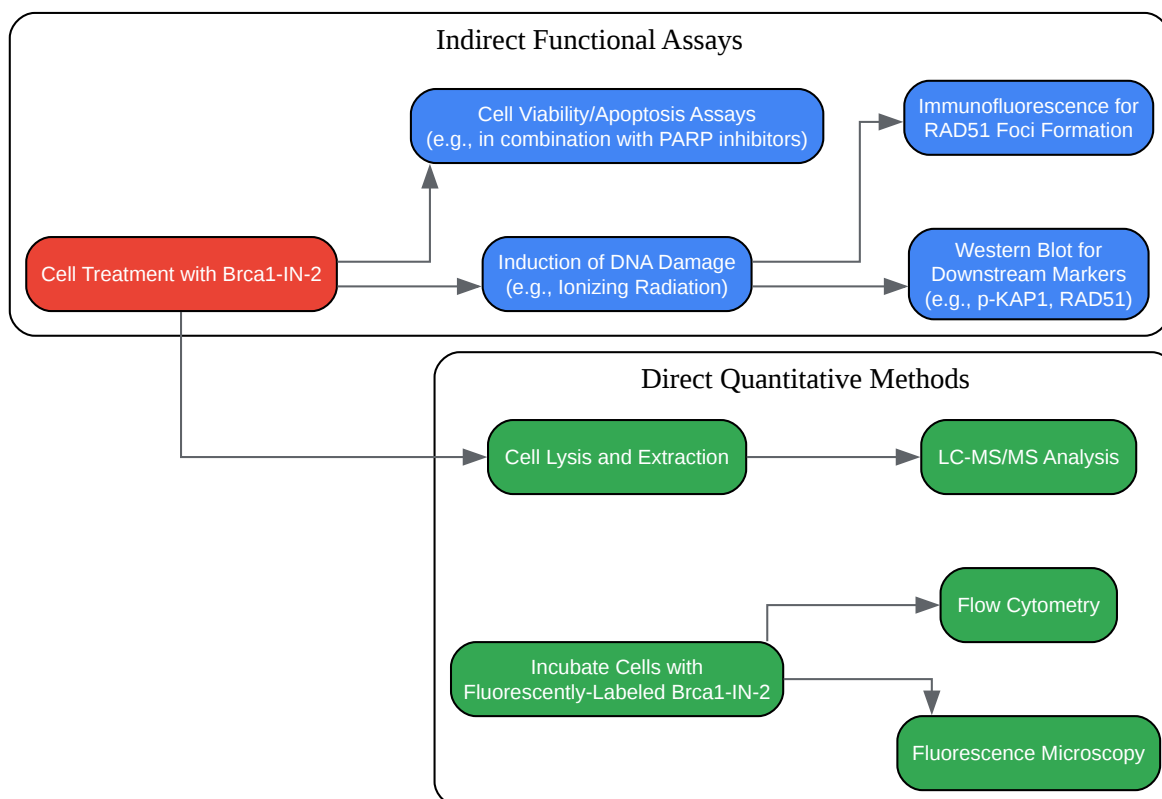 Indirect Functional Assays
Cell Viability/Apoptosis Assays
(e.g., in combination with PARP inhibitors)
Immunofluorescence for
RAD51 Foci Formation
Cell Treatment with Brca1-IN-2
Induction of DNA Damage
(e.g., Ionizing Radiation)
Western Blot for
Downstream Markers
(e.g., p-KAP1, RAD51)
Direct Quantitative Methods
Cell Lysis and Extraction
LC-MS/MS Analysis
Flow Cytometry
Incubate Cells with
Fluorescently-Labeled Brca1-IN-2
Fluorescence Microscopy